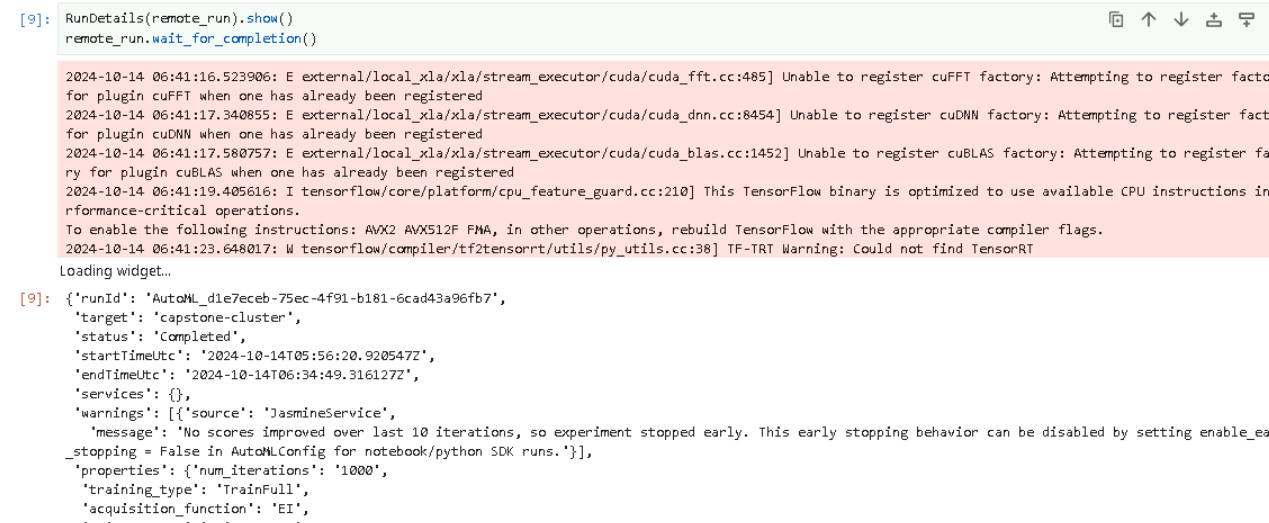 [9]: RunDetails(remote_run).show()
remote_run.wait_for_completion()
2024-10-14 06:41:16.523906: E external/local_xla/xla/stream_executor/cuda/cuda_fft.cc:485] Unable to register cuFFT factory: Attempting to register facto
for plugin cuFFT when one has already been registered
2024-10-14 06:41:17.340855: E external/local_xla/xla/stream_executor/cuda/cuda_dnn.cc:8454] Unable to register cuDNN factory: Attempting to register fact
for plugin cuDNN when one has already been registered
2024-10-14 06:41:17.580757: E external/local_xla/xla/stream_executor/cuda/cuda_blas.cc:1452] Unable to register cuBLAS factory: Attempting to register fa
ry for plugin cuBLAS when one has already been registered
2024-10-14 06:41:19.405616: I tensorflow/core/platform/cpu_feature_guard.cc:210] This TensorFlow binary is optimized to use available CPU instructions in
rformance-critical operations.
To enable the following instructions: AVX2 AVX512F FMA, in other operations, rebuild TensorFlow with the appropriate compiler flags.
2024-10-14 06:41:23.648017: W tensorflow/compiler/tf2tensorrt/utils/py_utils.cc:38] TF-TRT Warning: Could not find TensorRT
Loading widget...
[9]: {'runId': 'AutoML_d1e7eceb-75ec-4f91-b181-6cad43a96fb7',
'target': 'capstone-cluster',
'status': 'Completed',
'startTimeUtc': '2024-10-14T05:56:20.920547Z',
'endTimeUtc': '2024-10-14T06:34:49.316127Z',
'services': {},
'warnings': [{'source': 'JasmineService',
'message': 'No scores improved over last 10 iterations, so experiment stopped early. This early stopping behavior can be disabled by setting enable_ea
_stopping = False in AutoMLConfig for notebook/python SDK runs.'}],
'properties': {'num_iterations': '1000',
'training_type': 'TrainFull',
'acquisition_function': 'EI',